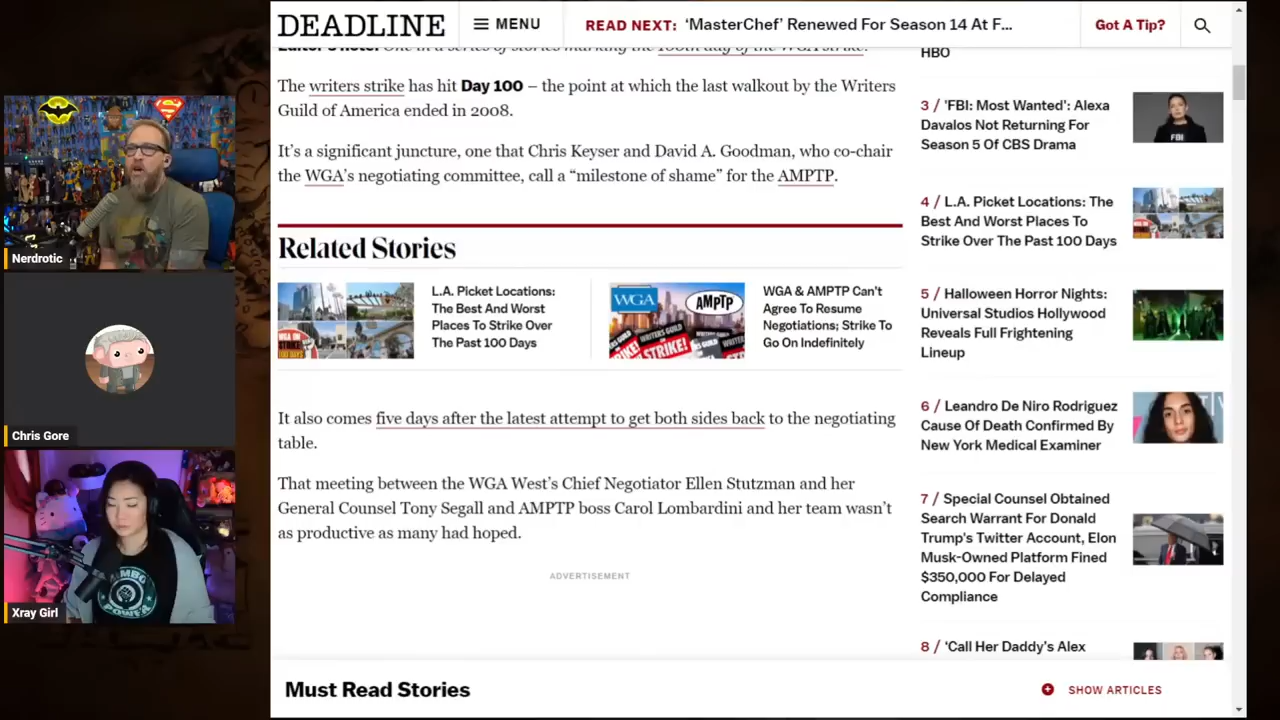 DEADLINE
MENU
READ NEXT: 'MasterChef' Renewed For Season 14 At F...
Got A Tip?
Editor's note: One in a series of stories marking the 100th day of the WGA strike.
The writers strike has hit Day 100 – the point at which the last walkout by the Writers
Guild of America ended in 2008.
It's a significant juncture, one that Chris Keyser and David A. Goodman, who co-chair
the WGA's negotiating committee, call a “milestone of shame” for the AMPTP.
Related Stories
L.A. Picket Locations:
The Best And Worst
Places To Strike Over
The Past 100 Days
WGA
AMPTP
WRITERS GUILD
STRIKE!
WGA & AMPTP Can't
Agree To Resume
Negotiations; Strike To
Go On Indefinitely
It also comes five days after the latest attempt to get both sides back to the negotiating
table.
That meeting between the WGA West's Chief Negotiator Ellen Stutzman and her
General Counsel Tony Segall and AMPTP boss Carol Lombardini and her team wasn't
as productive as many had hoped.
ADVERTISEMENT
HBO
3 / 'FBI: Most Wanted': Alexa
Davalos Not Returning For
Season 5 Of CBS Drama
FBI
4 / L.A. Picket Locations: The
Best And Worst Places To
Strike Over The Past 100 Days
5 / Halloween Horror Nights:
Universal Studios Hollywood
Reveals Full Frightening
Lineup
6 / Leandro De Niro Rodriguez
Cause Of Death Confirmed By
New York Medical Examiner
7 / Special Counsel Obtained
Search Warrant For Donald
Trump's Twitter Account, Elon
Musk-Owned Platform Fined
$350,000 For Delayed
Compliance
8 / 'Call Her Daddy's Alex
Must Read Stories
SHOW ARTICLES
Nerdrotic
Chris Gore
POWER
Xray Girl